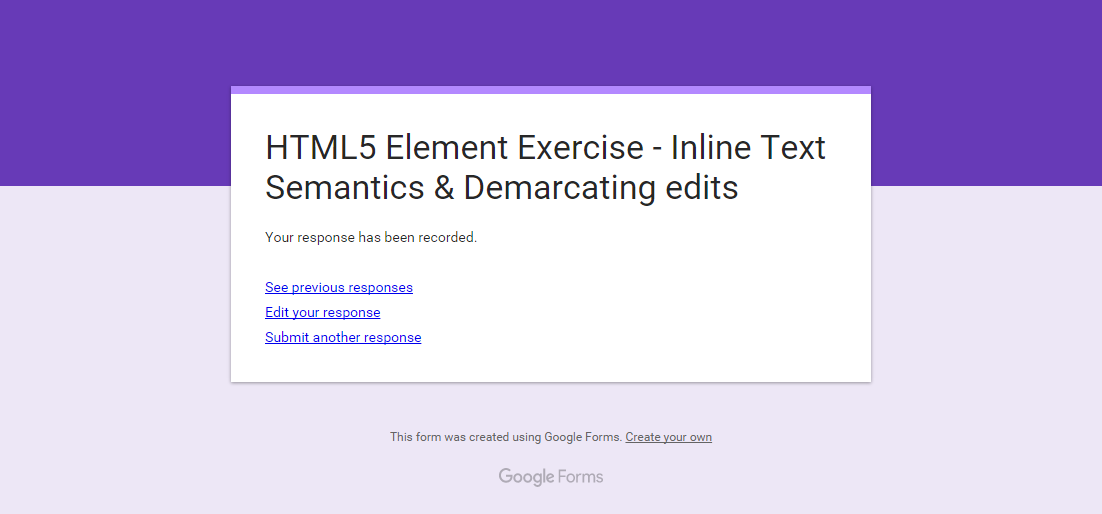 HTML5 Element Exercise - Inline Text
Semantics & Demarcating edits
Your response has been recorded.
See previous responses
Edit your response
Submit another response
This form was created using Google Forms. Create your own
Google Forms